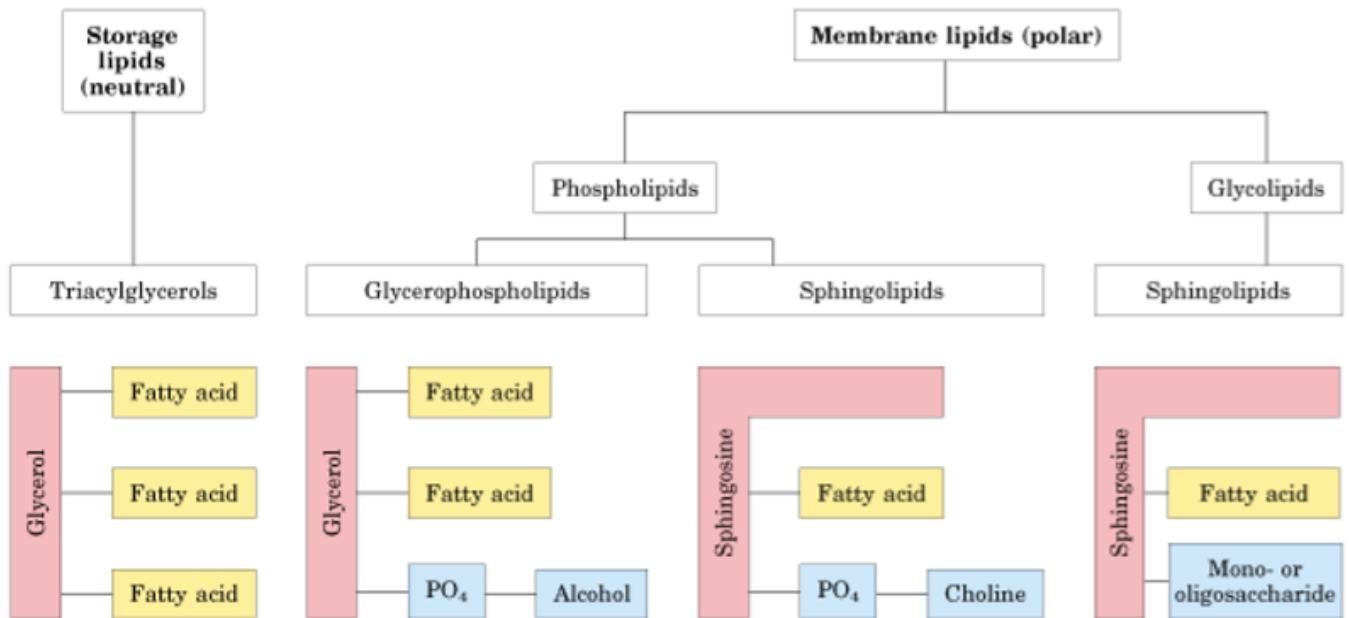 Storage
lipids
(neutral)
Membrane lipids (polar)
Phospholipids
Glycolipids
Triacylglycerols
Glycerophospholipids
Sphingolipids
Sphingolipids
Glycerol
Fatty acid
Fatty acid
Fatty acid
Glycerol
Fatty acid
Fatty acid
PO₄
Alcohol
Sphingosine
Fatty acid
PO₄
Choline
Sphingosine
Fatty acid
Mono- or
oligosaccharide